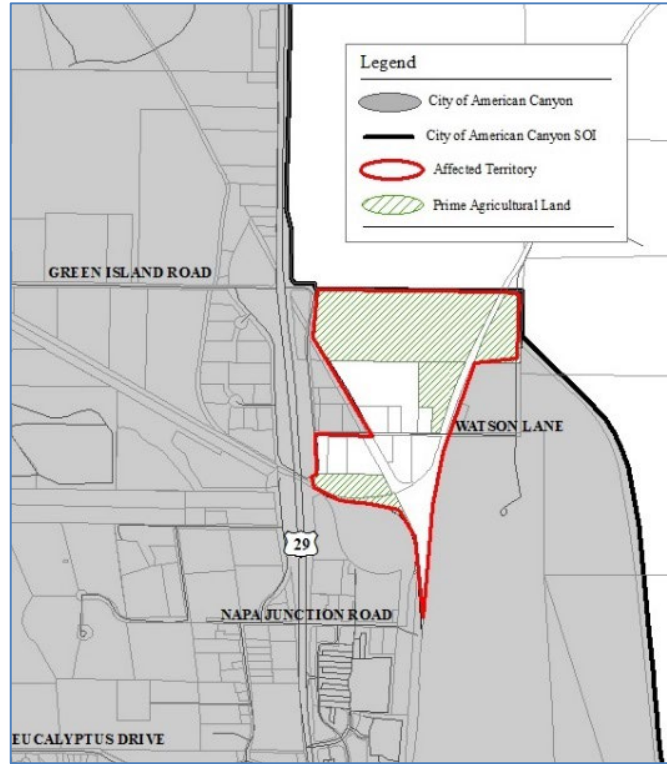 Legend
City of American Canyon
City of American Canyon SOI
Affected Territory
Prime Agricultural Land
GREEN ISLAND ROAD
WATSON LANE
29
NAPA JUNCTION ROAD
EUCALYPTUS DRIVE